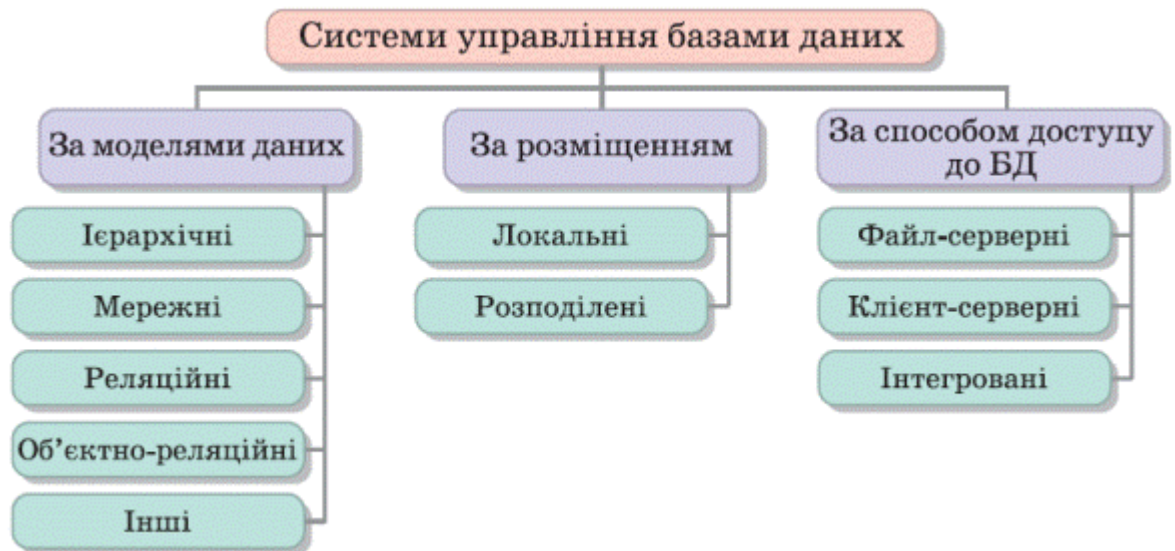 Системи управління базами даних
За моделями даних
Ієрархічні
Мережні
Реляційні
Об’єктно-реляційні
Інші
За розміщенням
Локальні
Розподілені
За способом доступу
до БД
Файл-серверні
Клієнт-серверні
Інтегровані